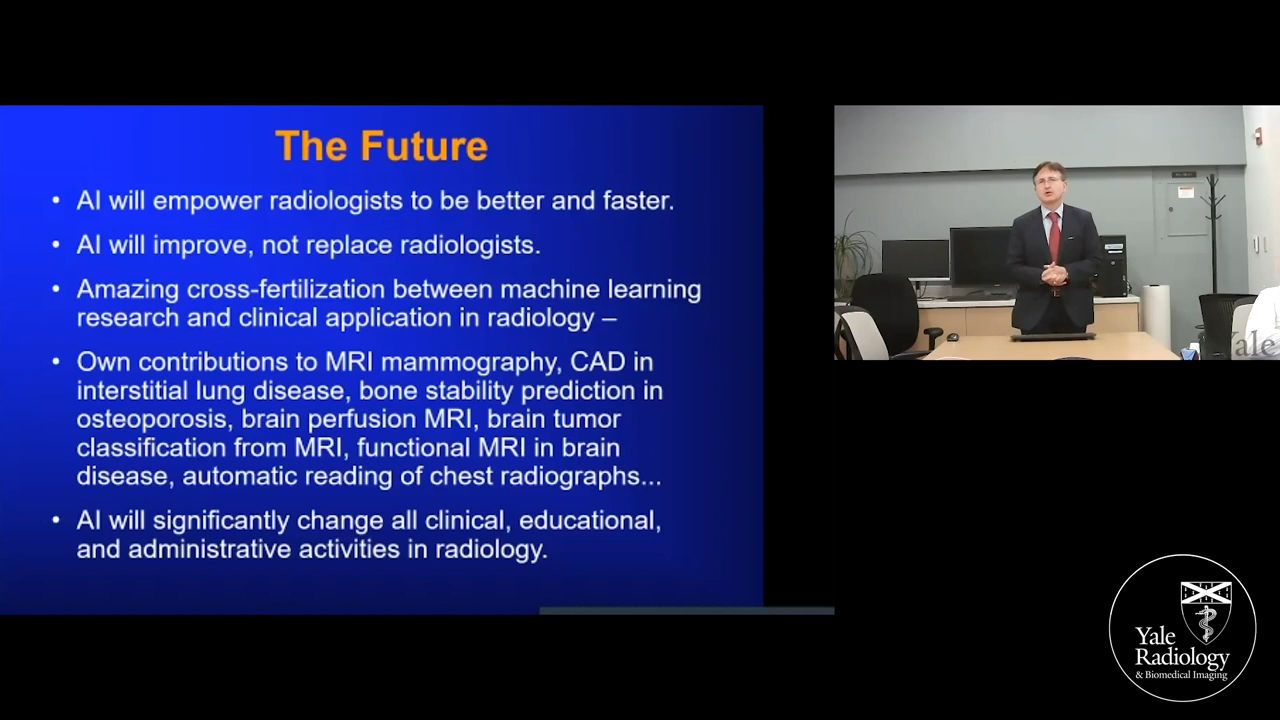 The Future
• AI will empower radiologists to be better and faster.
• AI will improve, not replace radiologists.
• Amazing cross-fertilization between machine learning
research and clinical application in radiology –
• Own contributions to MRI mammography, CAD in
interstitial lung disease, bone stability prediction in
osteoporosis, brain perfusion MRI, brain tumor
classification from MRI, functional MRI in brain
disease, automatic reading of chest radiographs...
• AI will significantly change all clinical, educational,
and administrative activities in radiology.
Yale
Yale
Radiology
& Biomedical Imaging